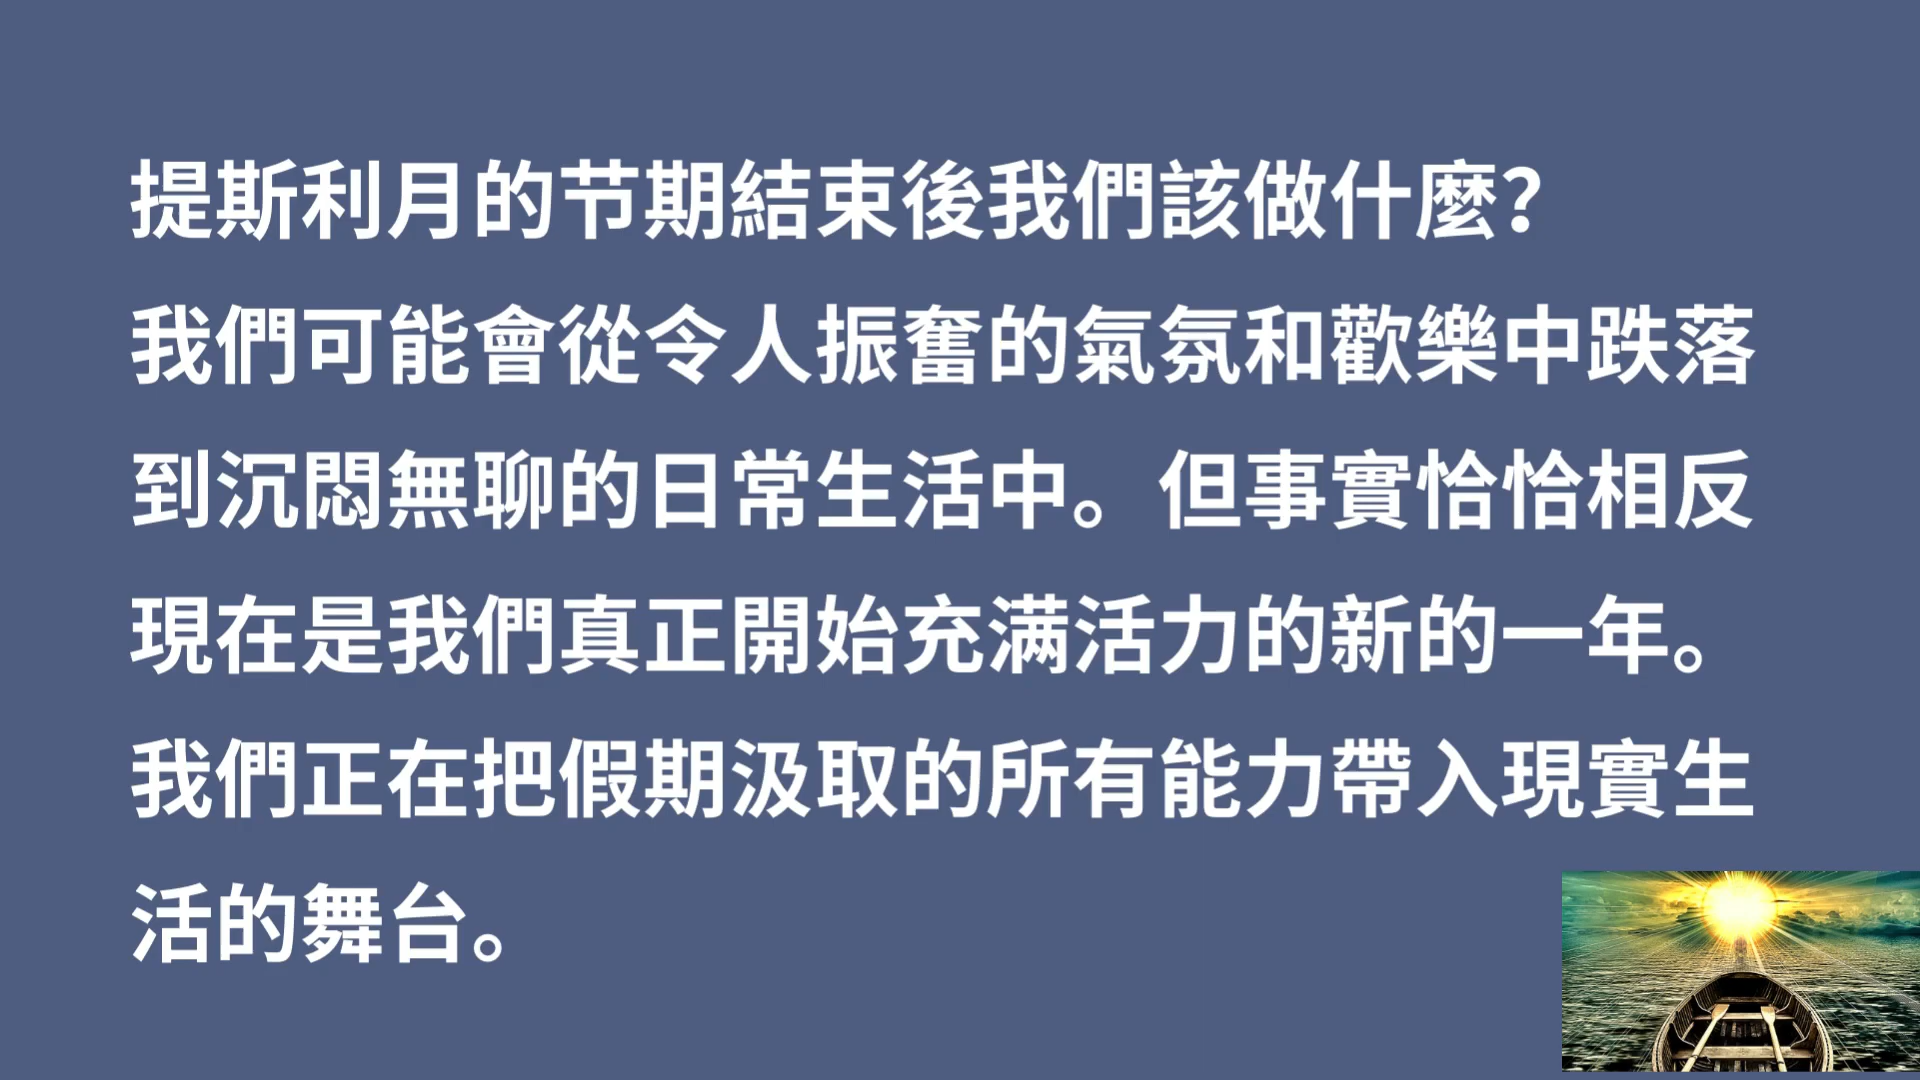 提斯利月的节期結束後我們該做什麼？
我們可能會從令人振奮的氣氛和歡樂中跌落
到沉悶無聊的日常生活中。但事實恰恰相反
現在是我們真正開始充满活力的新的一年。
我們正在把假期汲取的所有能力帶入現實生
活的舞台。